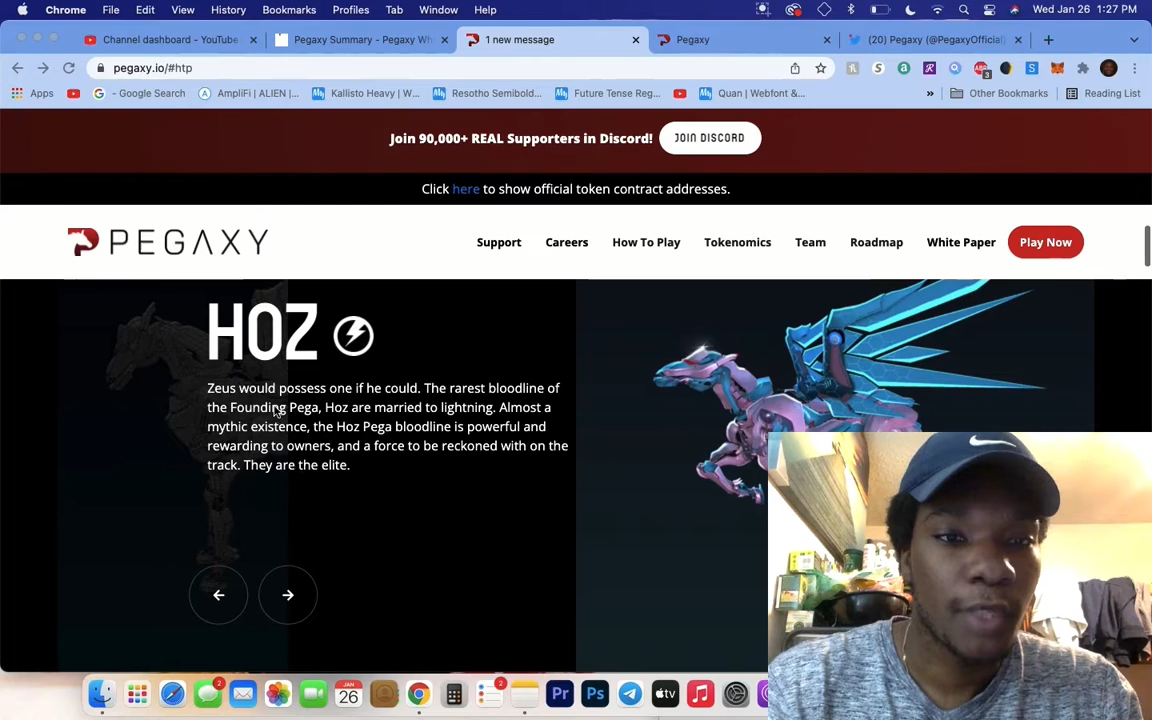 Chrome File Edit View History Bookmarks Profiles Tab Window Help Wed Jan 26 1:27 PM
Channel dashboard - YouTube Pegaxy Summary - Pegaxy Wh 1 new message Pegaxy (20) Pegaxy (@PegaxyOfficial)
pegaxy.io/#htp
Apps - Google Search AmpliFi | ALIEN |... Kallisto Heavy | W... Resotho Semibold... Future Tense Reg... Quan | Webfont &... » Other Bookmarks Reading List
Join 90,000+ REAL Supporters in Discord! JOIN DISCORD
Click here to show official token contract addresses.
PEGAXY Support Careers How To Play Tokenomics Team Roadmap White Paper Play Now
HOZ
Zeus would possess one if he could. The rarest bloodline of
the Founding Pega, Hoz are married to lightning. Almost a
mythic existence, the Hoz Pega bloodline is powerful and
rewarding to owners, and a force to be reckoned with on the
track. They are the elite.
2 JAN 26 2 Pr Ps tv